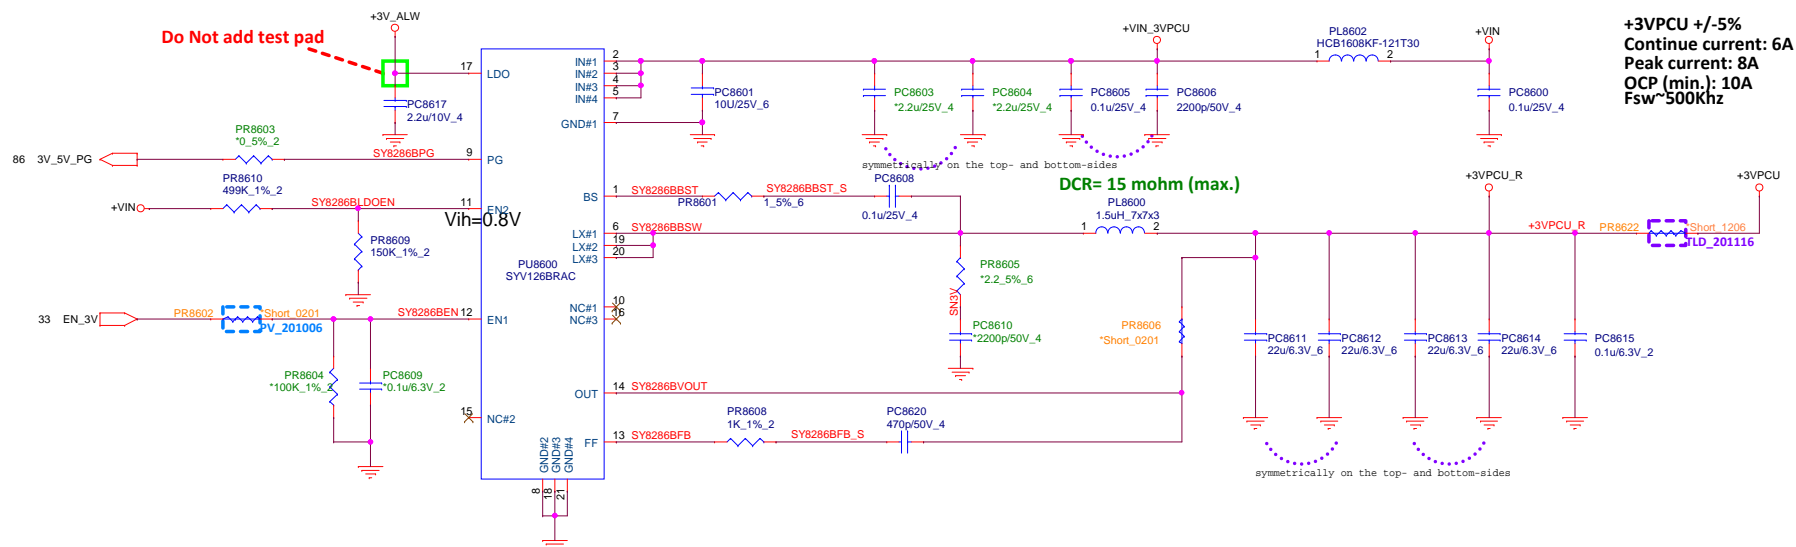 +3V_ALW
Do Not add test pad
+VIN_3VPCU
PL8602
HCB1608KF-121T30
+VIN
+3VPCU +/-5%
Continue current: 6A
Peak current: 8A
OCP (min.): 10A
Fsw~500Khz
17 LDO
PC8617
2.2u/10V_4
IN#1 2
IN#2 3
IN#3 4
IN#4 5
GND#1 7
PC8601
10U/25V_6
PC8603
*2.2u/25V_4
PC8604
*2.2u/25V_4
PC8605
0.1u/25V_4
PC8606
2200p/50V_4
1 2
PC8600
0.1u/25V_4
symmetrically on the top- and bottom-sides
86 3V_5V_PG
PR8603
*0_5%_2
SY8286BPG
9 PG
PR8610
499K_1%_2
+VIN
SY8286BLDOEN
11 EN2
Vih=0.8V
PR8609
150K_1%_2
PU8600
SYV126BRAC
33 EN_3V
PR8602
*Short_0201
PV_201006
SY8286BEN
12 EN1
PR8604
*100K_1%_2
PC8609
*0.1u/6.3V_2
15 NC#2
BS 1
SY8286BBST
PR8601
1_5%_6
SY8286BBST_S
PC8608
0.1u/25V_4
DCR= 15 mohm (max.)
LX#1 6
LX#2 19
LX#3 20
SY8286BBSW
PL8600
1.5uH_7x7x3
1 2
+3VPCU_R
+3VPCU
+3VPCU_R
PR8622
*Short_1206
TLD_201116
PR8605
*2.2_5%_6
SN3V
PC8610
*2200p/50V_4
NC#1 10
NC#3 16
PR8606
*Short_0201
PC8611
22u/6.3V_6
PC8612
22u/6.3V_6
PC8613
22u/6.3V_6
PC8614
22u/6.3V_6
PC8615
0.1u/6.3V_2
OUT 14
SY8286BVOUT
FF 13
SY8286BFB
PR8608
1K_1%_2
SY8286BFB_S
PC8620
470p/50V_4
symmetrically on the top- and bottom-sides
GND#2
GND#3
GND#4
8
18
21